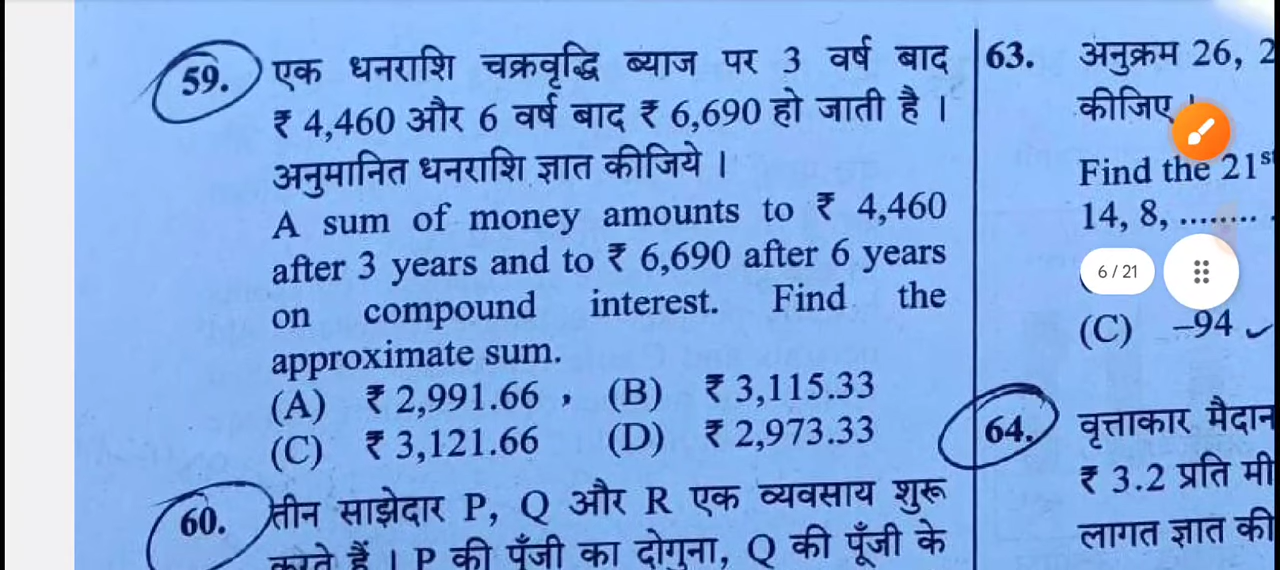 59. एक धनराशि चक्रवृद्धि ब्याज पर 3 वर्ष बाद
₹ 4,460 और 6 वर्ष बाद ₹ 6,690 हो जाती है ।
अनुमानित धनराशि ज्ञात कीजिये ।
A sum of money amounts to ₹ 4,460
after 3 years and to ₹ 6,690 after 6 years
on compound interest. Find the
approximate sum.
(A) ₹ 2,991.66 , (B) ₹ 3,115.33
(C) ₹ 3,121.66 (D) ₹ 2,973.33
60. तीन साझेदार P, Q और R एक व्यवसाय शुरू
करते हैं । P की पूँजी का दोगुना, Q की पूँजी के
63. अनुक्रम 26, 2
कीजिए ।
Find the 21st
14, 8, ........
6 / 21
(C) –94
64. वृत्ताकार मैदान
₹ 3.2 प्रति मी
लागत ज्ञात की